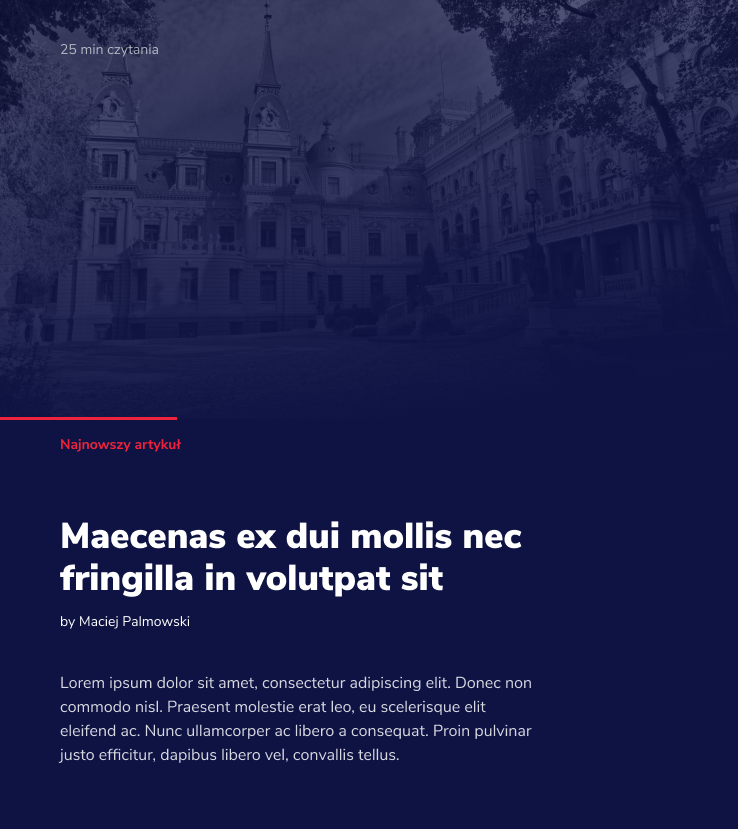 25 min czytania
Najnowszy artykuł
Maecenas ex dui mollis nec
fringilla in volutpat sit
by Maciej Palmowski
Lorem ipsum dolor sit amet, consectetur adipiscing elit. Donec non
commodo nisl. Praesent molestie erat leo, eu scelerisque elit
eleifend ac. Nunc ullamcorper ac libero a consequat. Proin pulvinar
justo efficitur, dapibus libero vel, convallis tellus.